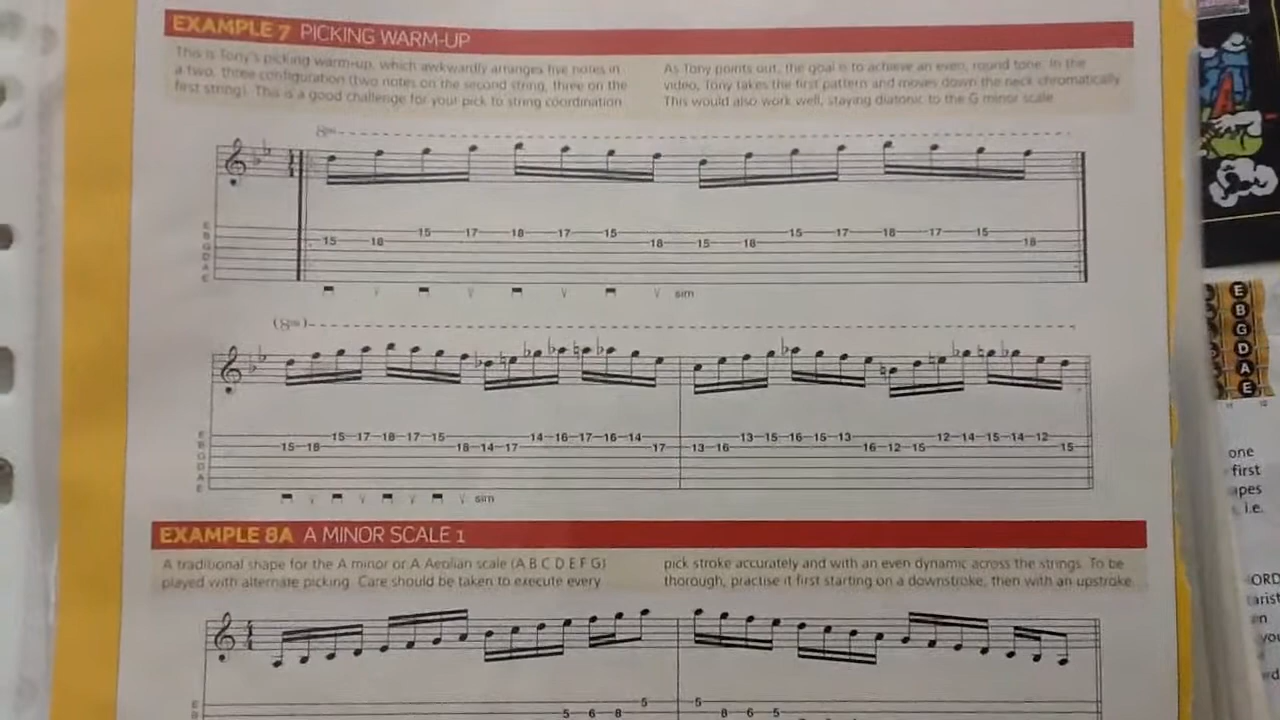 EXAMPLE 7 PICKING WARM-UP
This is Tony's picking warm-up, which awkwardly arranges five notes in
a two, three configuration (two notes on the second string, three on the
first string). This is a good challenge for your pick to string coordination
As Tony points out, the goal is to achieve an even, round tone. In the
video, Tony takes the first pattern and moves down the neck chromatically
This would also work well, staying diatonic to the G minor scale
8va
E
B
G
D
A
E
15 18 15 17 18 17 15 18 15 18 15 17 18 17 15 18
sim
(8va)
E
B
G
D
A
E
15 18 15 17 18 17 15 18 14 17 14 16 17 16 14 17 13 16 13 15 16 15 13 16 12 15 12 14 15 14 12 15
sim
EXAMPLE 8A A MINOR SCALE 1
A traditional shape for the A minor or A Aeolian scale (A B C D E F G)
played with alternate picking. Care should be taken to execute every
pick stroke accurately and with an even dynamic across the strings. To be
thorough, practise it first starting on a downstroke, then with an upstroke
5 5
5 6 8 8 6 5
E
B
G
D
A
E
one
first
apes
i.e.